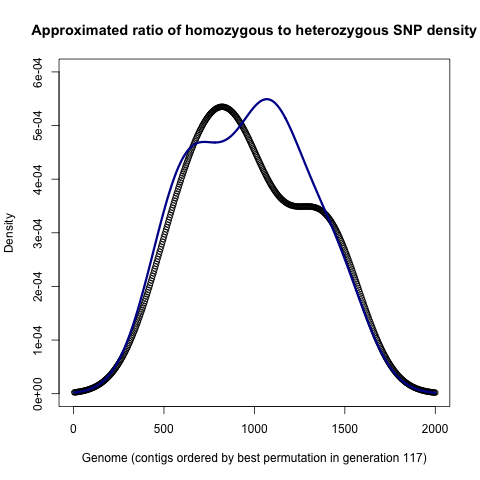 Approximated ratio of homozygous to heterozygous SNP density
6e-04
5e-04
4e-04
3e-04
2e-04
1e-04
0e+00
Density
0 500 1000 1500 2000
Genome (contigs ordered by best permutation in generation 117)